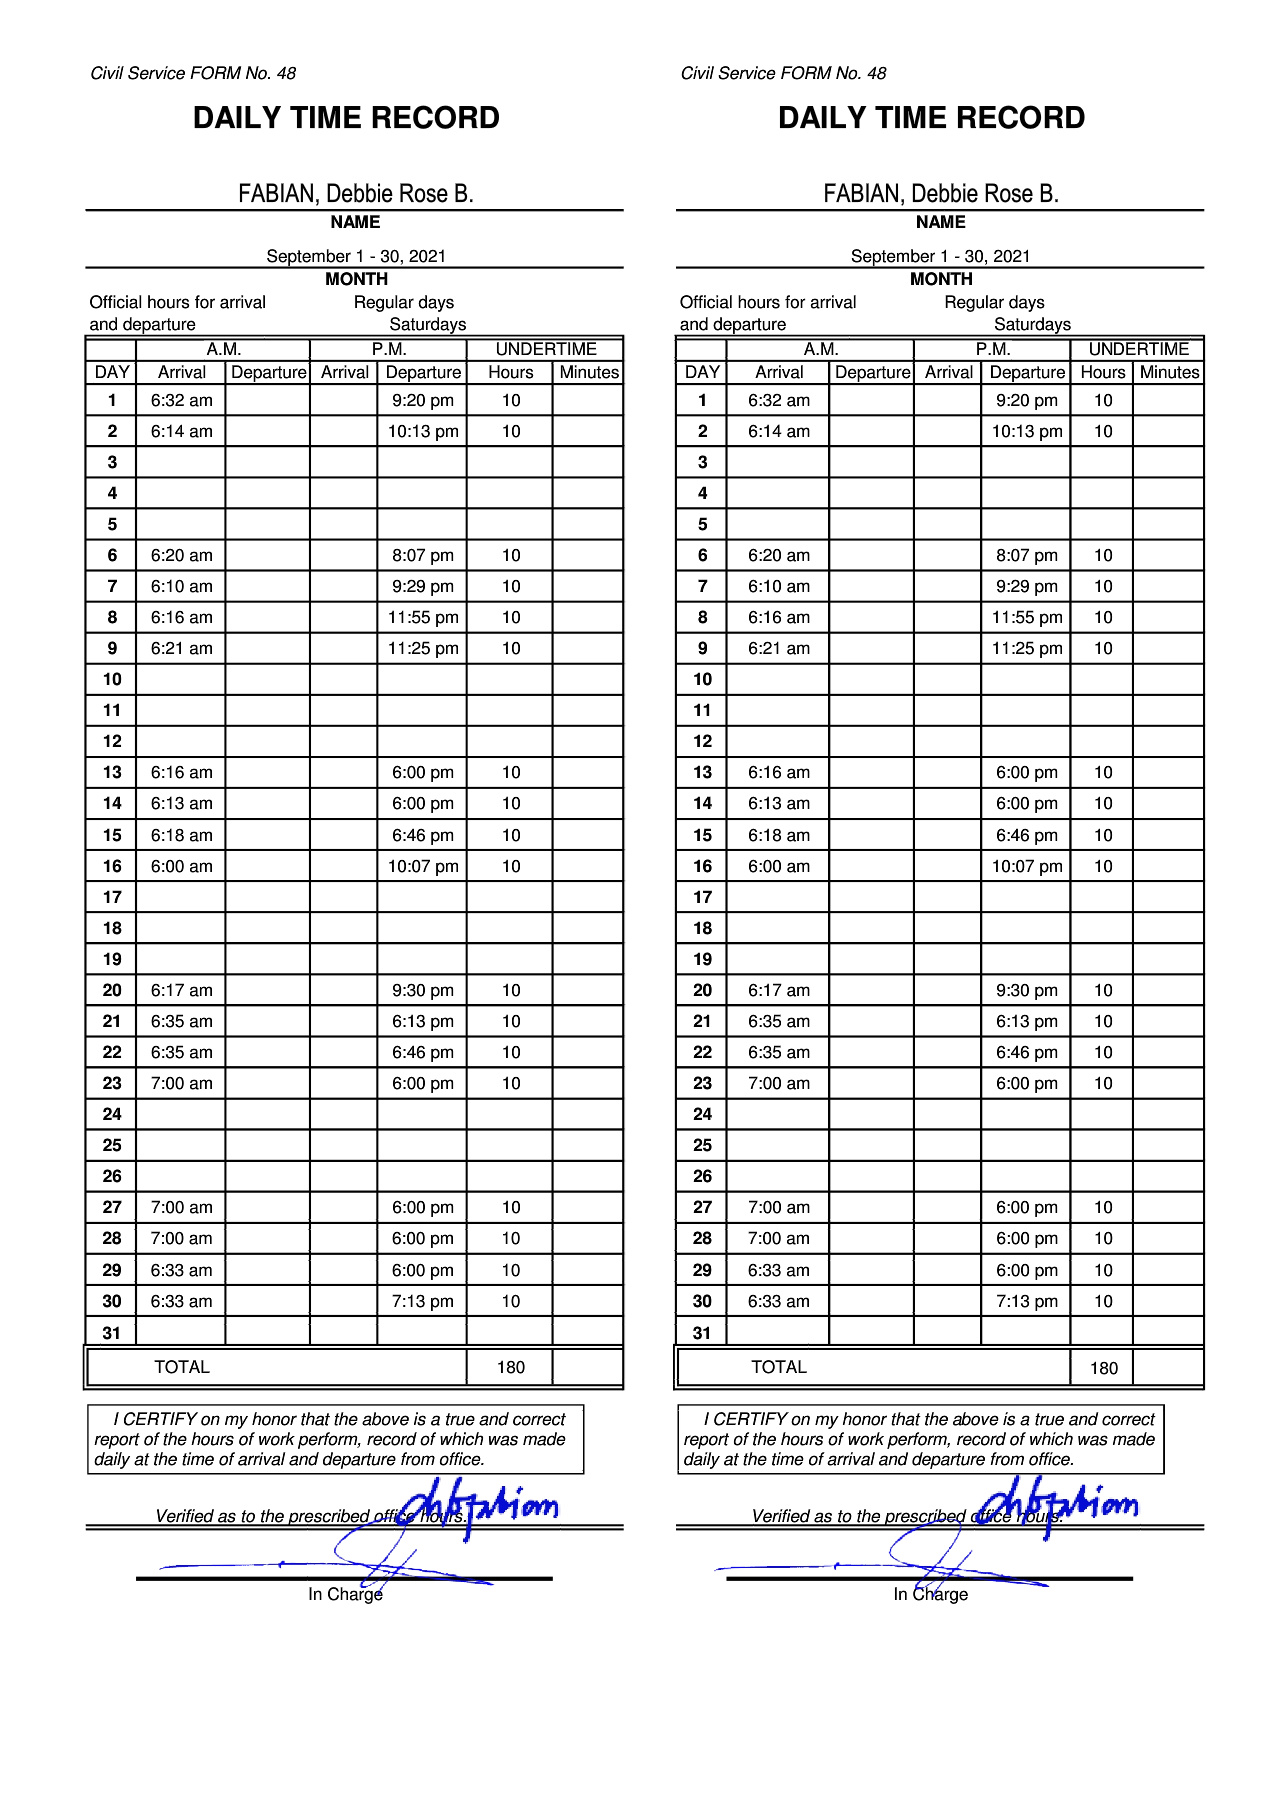 Civil Service FORM No. 48
DAILY TIME RECORD
FABIAN, Debbie Rose B.
NAME
September 1 - 30, 2021
MONTH
Official hours for arrival Regular days
and departure Saturdays
A.M. P.M. UNDERTIME
DAY Arrival Departure Arrival Departure Hours Minutes
1 6:32 am 9:20 pm 10
2 6:14 am 10:13 pm 10
3
4
5
6 6:20 am 8:07 pm 10
7 6:10 am 9:29 pm 10
8 6:16 am 11:55 pm 10
9 6:21 am 11:25 pm 10
10
11
12
13 6:16 am 6:00 pm 10
14 6:13 am 6:00 pm 10
15 6:18 am 6:46 pm 10
16 6:00 am 10:07 pm 10
17
18
19
20 6:17 am 9:30 pm 10
21 6:35 am 6:13 pm 10
22 6:35 am 6:46 pm 10
23 7:00 am 6:00 pm 10
24
25
26
27 7:00 am 6:00 pm 10
28 7:00 am 6:00 pm 10
29 6:33 am 6:00 pm 10
30 6:33 am 7:13 pm 10
31
TOTAL 180
I CERTIFY on my honor that the above is a true and correct
report of the hours of work perform, record of which was made
daily at the time of arrival and departure from office.
Verified as to the prescribed office hours.
In Charge
Civil Service FORM No. 48
DAILY TIME RECORD
FABIAN, Debbie Rose B.
NAME
September 1 - 30, 2021
MONTH
Official hours for arrival Regular days
and departure Saturdays
A.M. P.M. UNDERTIME
DAY Arrival Departure Arrival Departure Hours Minutes
1 6:32 am 9:20 pm 10
2 6:14 am 10:13 pm 10
3
4
5
6 6:20 am 8:07 pm 10
7 6:10 am 9:29 pm 10
8 6:16 am 11:55 pm 10
9 6:21 am 11:25 pm 10
10
11
12
13 6:16 am 6:00 pm 10
14 6:13 am 6:00 pm 10
15 6:18 am 6:46 pm 10
16 6:00 am 10:07 pm 10
17
18
19
20 6:17 am 9:30 pm 10
21 6:35 am 6:13 pm 10
22 6:35 am 6:46 pm 10
23 7:00 am 6:00 pm 10
24
25
26
27 7:00 am 6:00 pm 10
28 7:00 am 6:00 pm 10
29 6:33 am 6:00 pm 10
30 6:33 am 7:13 pm 10
31
TOTAL 180
I CERTIFY on my honor that the above is a true and correct
report of the hours of work perform, record of which was made
daily at the time of arrival and departure from office.
Verified as to the prescribed office hours.
In Charge